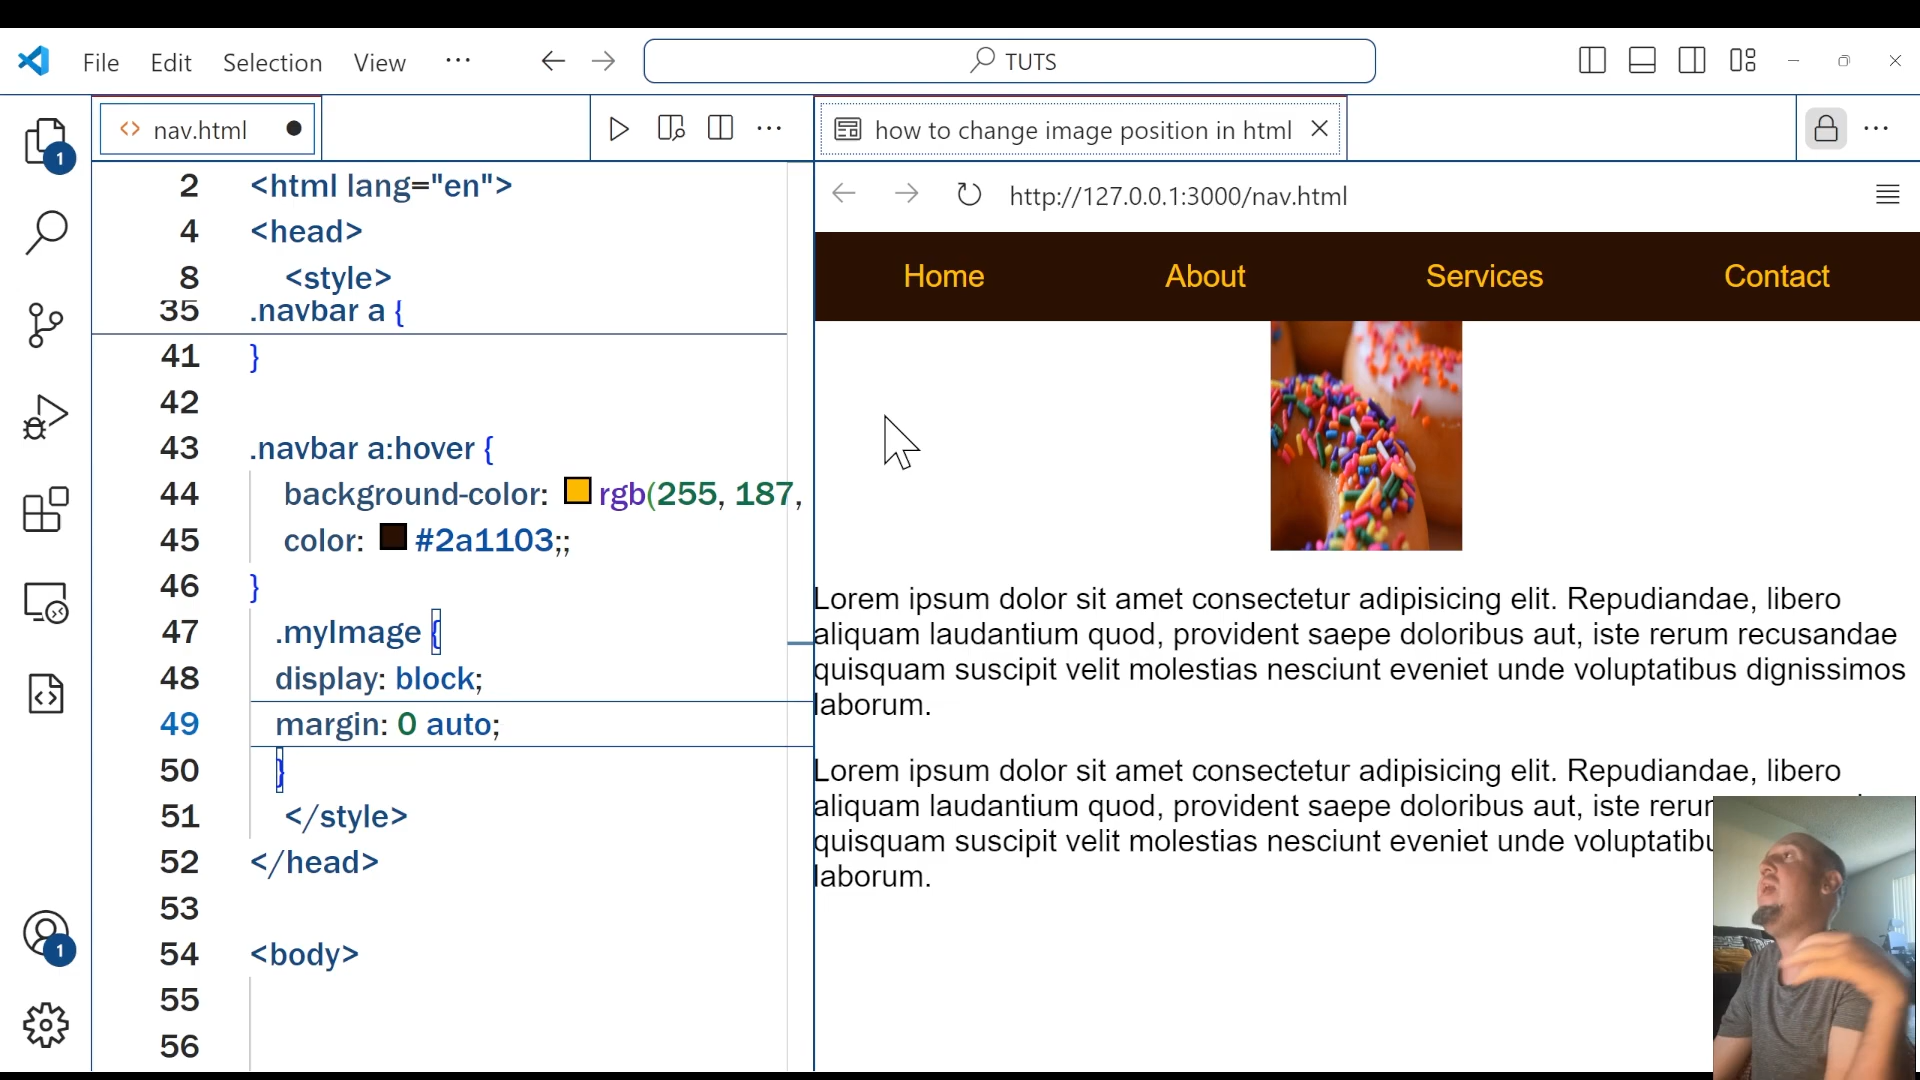 File Edit Selection View ···
TUTS
<> nav.html
how to change image position in html
http://127.0.0.1:3000/nav.html
1
2 <html lang="en">
4 <head>
8 <style>
35 .navbar a {
41 }
42
43 .navbar a:hover {
44 background-color: rgb(255, 187,
45 color: #2a1103;;
46 }
47 .myImage {
48 display: block;
49 margin: 0 auto;
50 }
51 </style>
52 </head>
53
54 <body>
55
56
1
Home About Services Contact
Lorem ipsum dolor sit amet consectetur adipisicing elit. Repudiandae, libero
aliquam laudantium quod, provident saepe doloribus aut, iste rerum recusandae
quisquam suscipit velit molestias nesciunt eveniet unde voluptatibus dignissimos
laborum.
Lorem ipsum dolor sit amet consectetur adipisicing elit. Repudiandae, libero
aliquam laudantium quod, provident saepe doloribus aut, iste
quisquam suscipit velit molestias nesciunt eveniet unde
laborum.